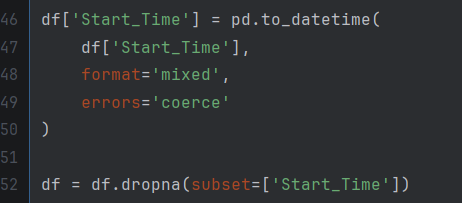 46 df['Start_Time'] = pd.to_datetime(
47     df['Start_Time'],
48     format='mixed',
49     errors='coerce'
50 )
51
52 df = df.dropna(subset=['Start_Time'])